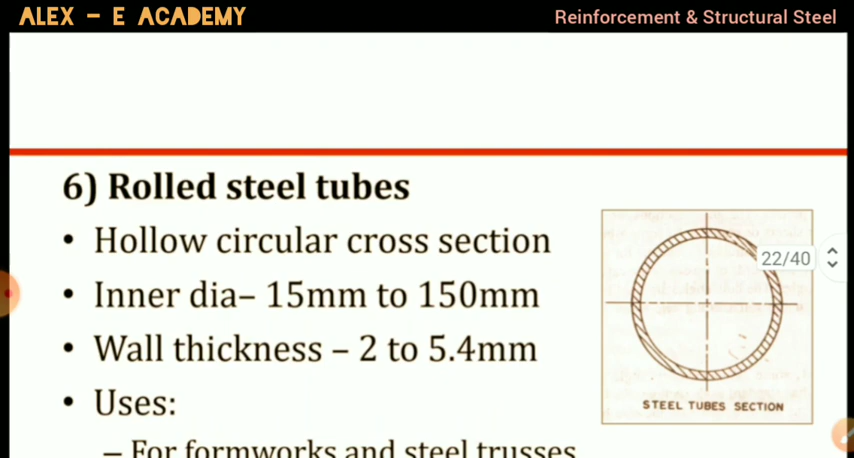 ALEX – E ACADEMY
Reinforcement & Structural Steel
6) Rolled steel tubes
• Hollow circular cross section
• Inner dia– 15mm to 150mm
• Wall thickness – 2 to 5.4mm
• Uses:
– For formworks and steel trusses
22/40
STEEL TUBES SECTION